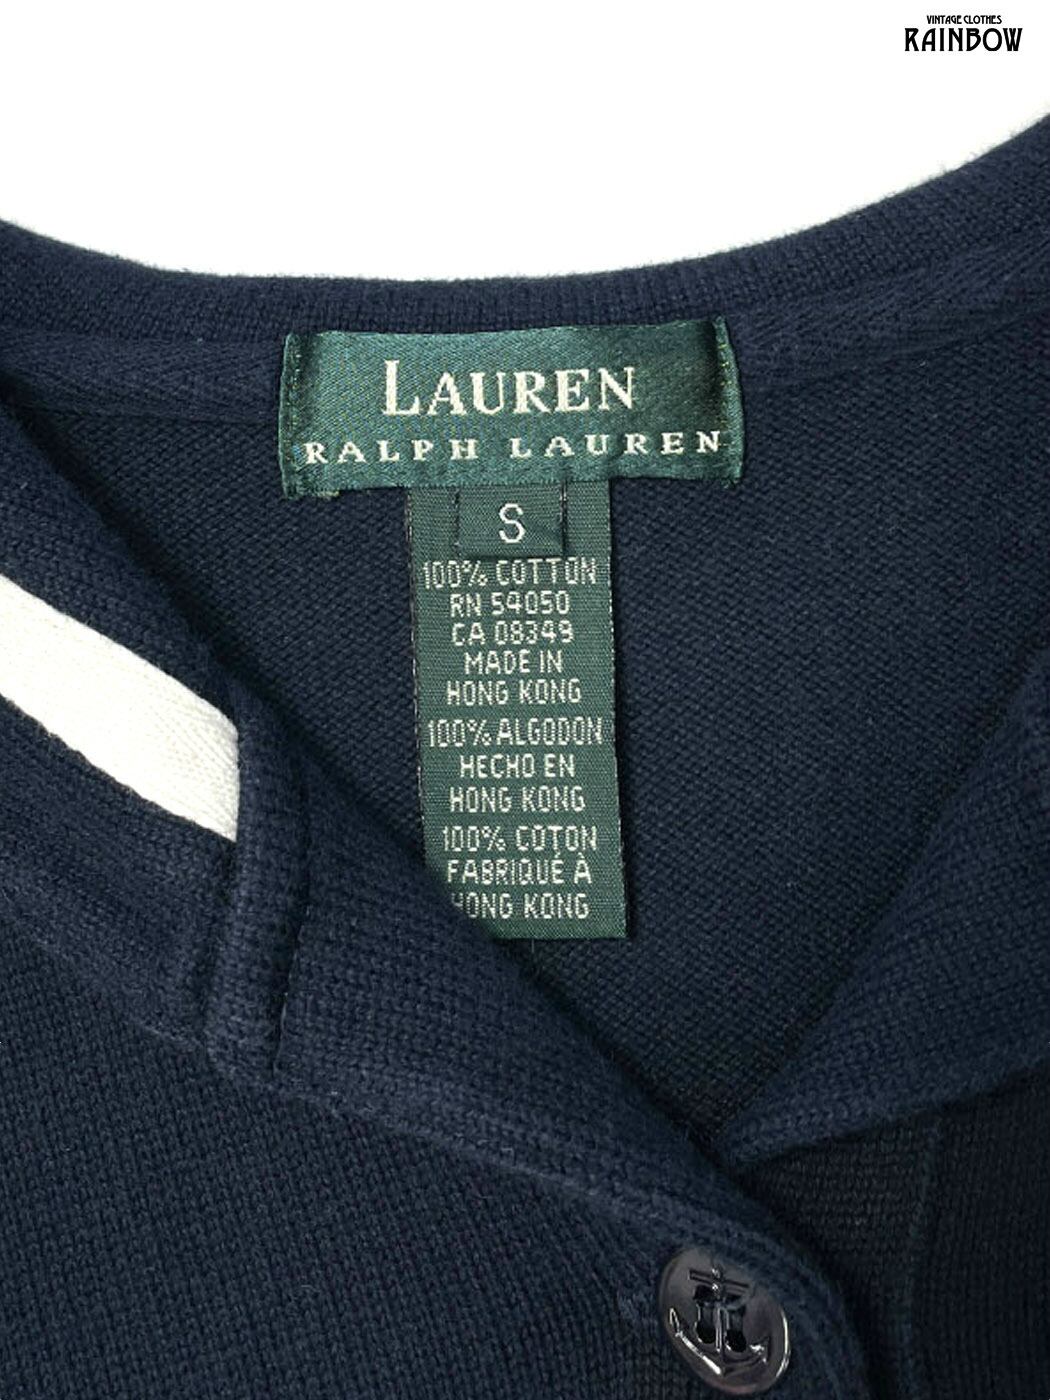 VINTAGE CLOTHES
RAINBOW
LAUREN
RALPH LAUREN
S
100% COTTON
RN 54050
CA 08349
MADE IN
HONG KONG
100% ALGODON
HECHO EN
HONG KONG
100% COTON
FABRIQUÉ À
HONG KONG